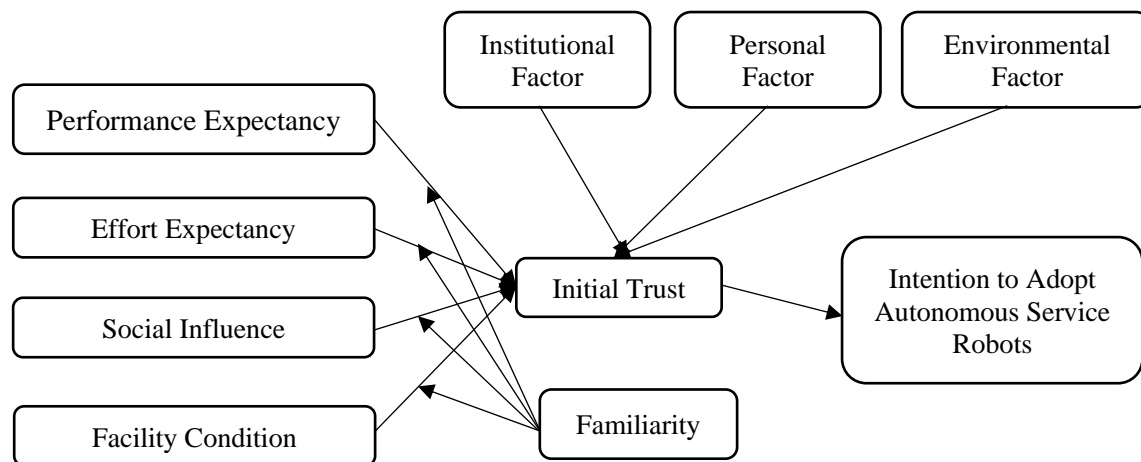 Institutional
Factor
Personal
Factor
Environmental
Factor
Performance Expectancy
Effort Expectancy
Social Influence
Facility Condition
Initial Trust
Familiarity
Intention to Adopt
Autonomous Service
Robots